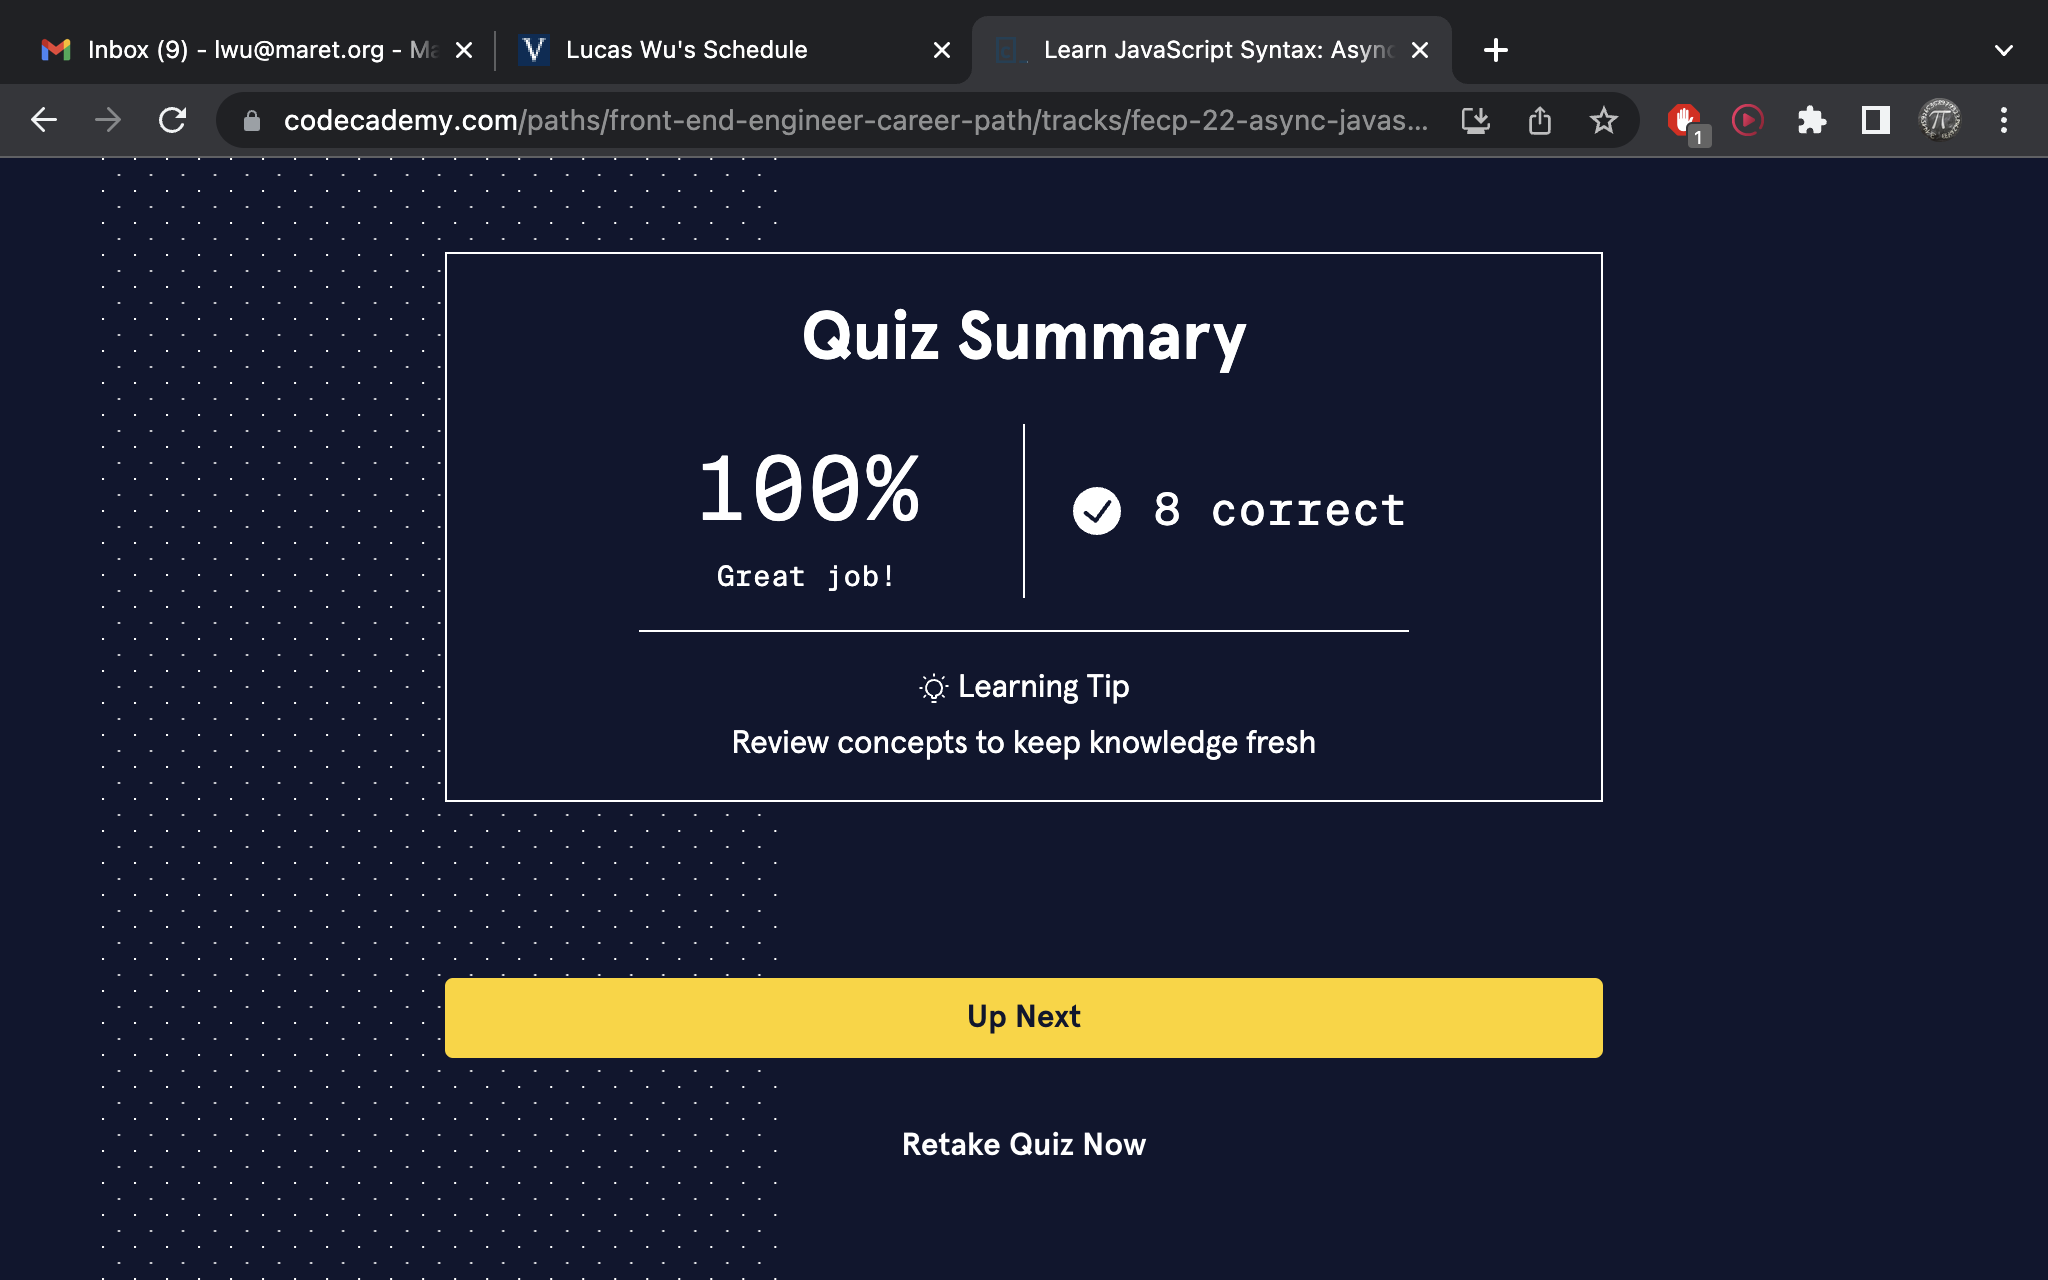 Inbox (9) - lwu@maret.org - Ma
Lucas Wu's Schedule
Learn JavaScript Syntax: Async
codecademy.com/paths/front-end-engineer-career-path/tracks/fecp-22-async-javas...
1
Quiz Summary
100%
Great job!
8 correct
Learning Tip
Review concepts to keep knowledge fresh
Up Next
Retake Quiz Now